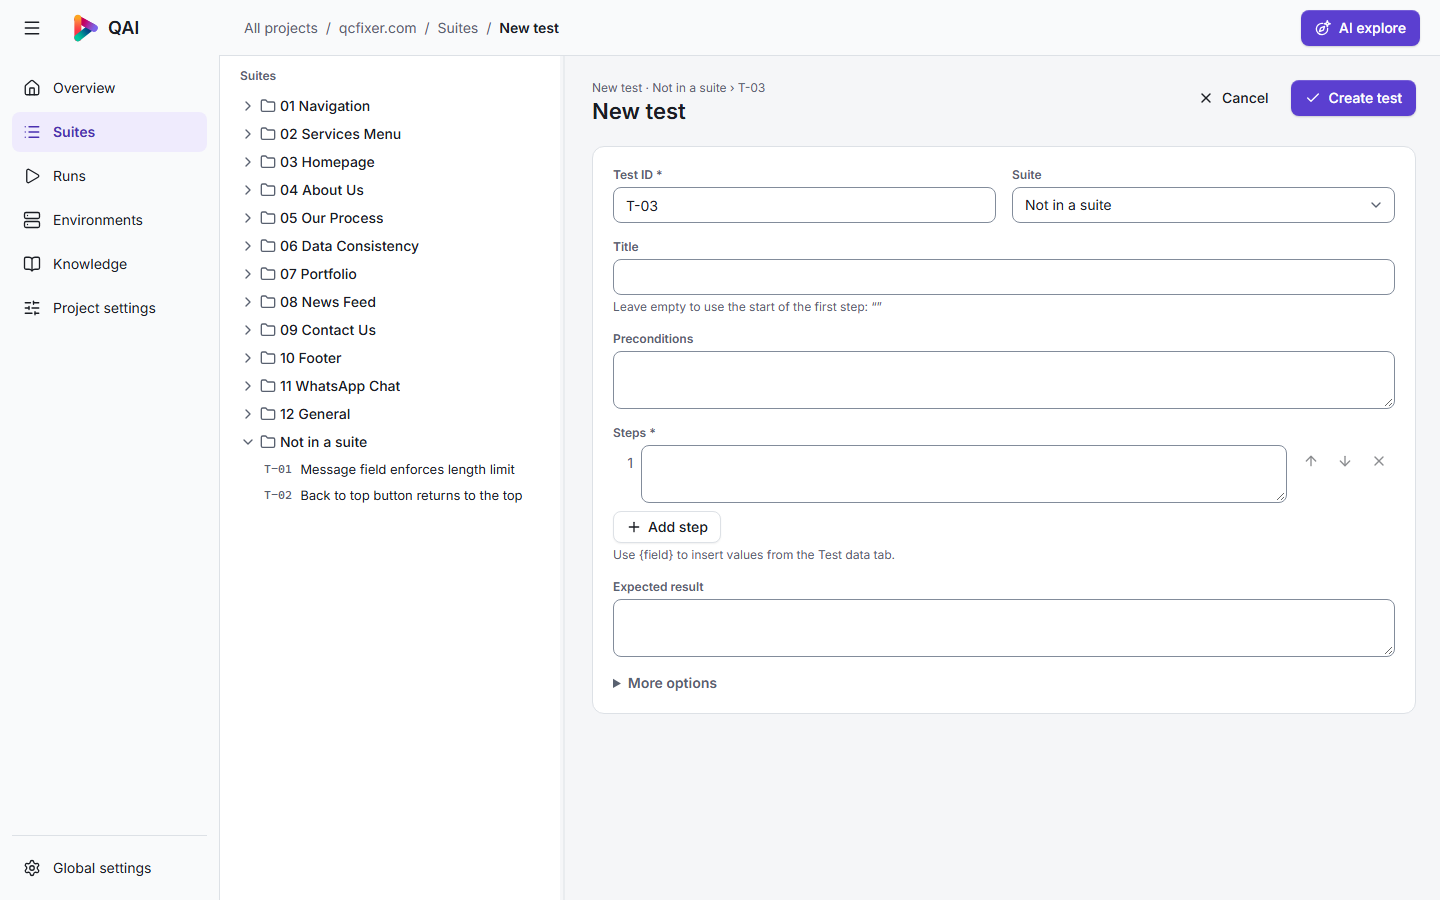 QAI
All projects / qcfixer.com / Suites / New test
AI explore
Overview
Suites
Runs
Environments
Knowledge
Project settings
Global settings
Suites
01 Navigation
02 Services Menu
03 Homepage
04 About Us
05 Our Process
06 Data Consistency
07 Portfolio
08 News Feed
09 Contact Us
10 Footer
11 WhatsApp Chat
12 General
Not in a suite
T-01 Message field enforces length limit
T-02 Back to top button returns to the top
New test · Not in a suite › T-03
New test
Cancel
Create test
Test ID *
T-03
Suite
Not in a suite
Title
Leave empty to use the start of the first step: “”
Preconditions
Steps *
1
Add step
Use {field} to insert values from the Test data tab.
Expected result
More options